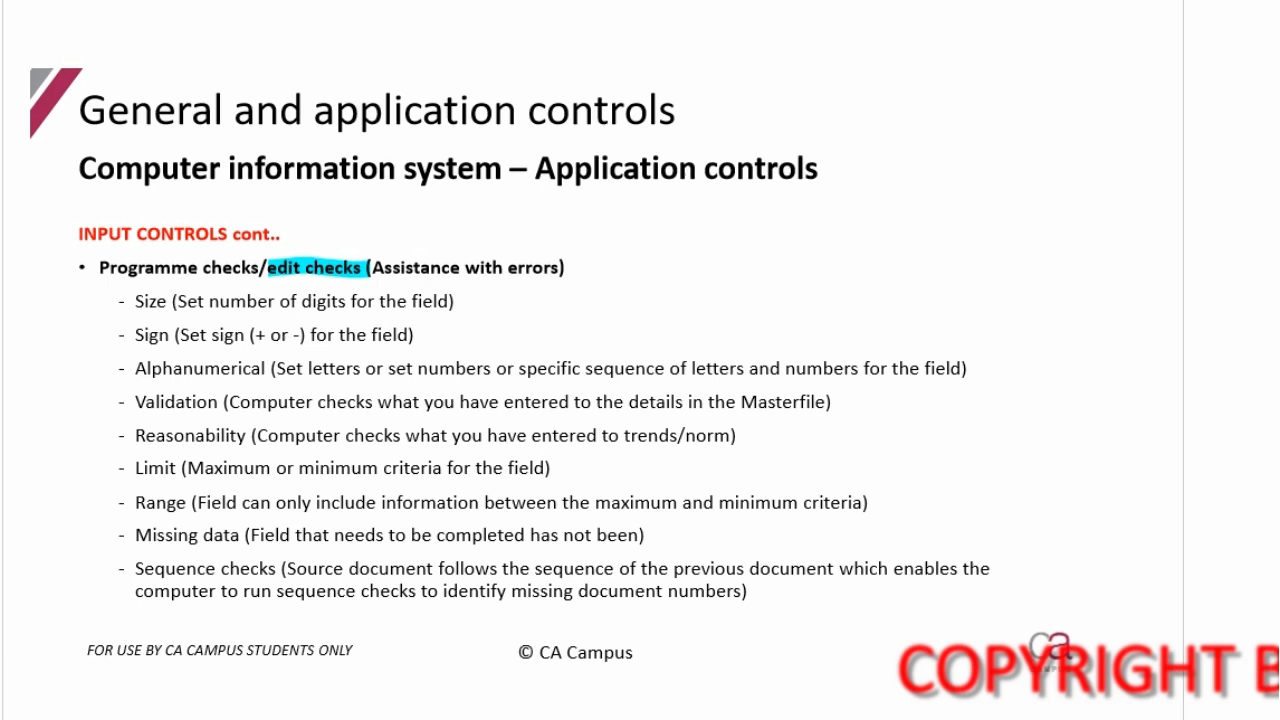 General and application controls
Computer information system – Application controls
INPUT CONTROLS cont..
• Programme checks/edit checks (Assistance with errors)
- Size (Set number of digits for the field)
- Sign (Set sign (+ or -) for the field)
- Alphanumerical (Set letters or set numbers or specific sequence of letters and numbers for the field)
- Validation (Computer checks what you have entered to the details in the Masterfile)
- Reasonability (Computer checks what you have entered to trends/norm)
- Limit (Maximum or minimum criteria for the field)
- Range (Field can only include information between the maximum and minimum criteria)
- Missing data (Field that needs to be completed has not been)
- Sequence checks (Source document follows the sequence of the previous document which enables the
computer to run sequence checks to identify missing document numbers)
FOR USE BY CA CAMPUS STUDENTS ONLY
© CA Campus
ca
COPYRIGHT B